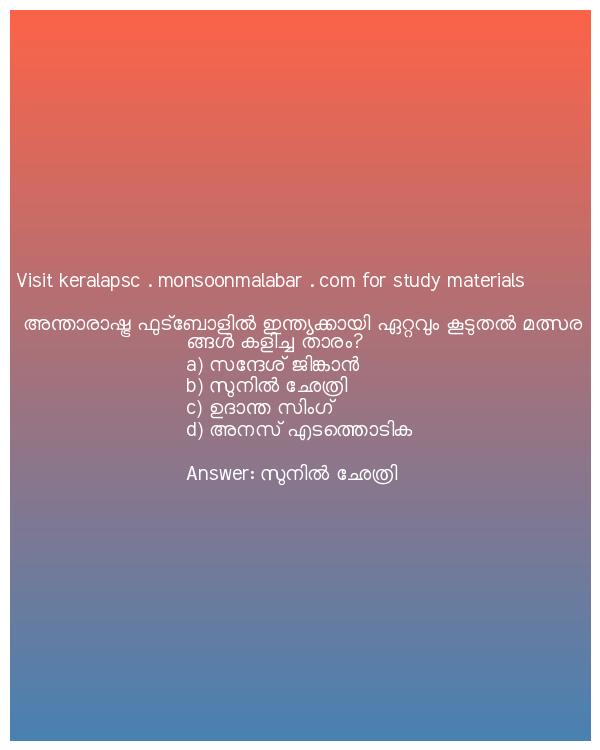 Visit keralapsc . monsoonmalabar . com for study materials
അന്താരാഷ്ട്ര ഫുട്ബോളിൽ ഇന്ത്യക്കായി ഏറ്റവും കൂടുതൽ മത്സര
ങ്ങൾ കളിച്ച താരം?
a) സന്ദേശ് ജിങ്കാൻ
b) സുനിൽ ഛേത്രി
c) ഉദാന്ത സിംഗ്
d) അനസ് എടത്തൊടിക
Answer: സുനിൽ ഛേത്രി